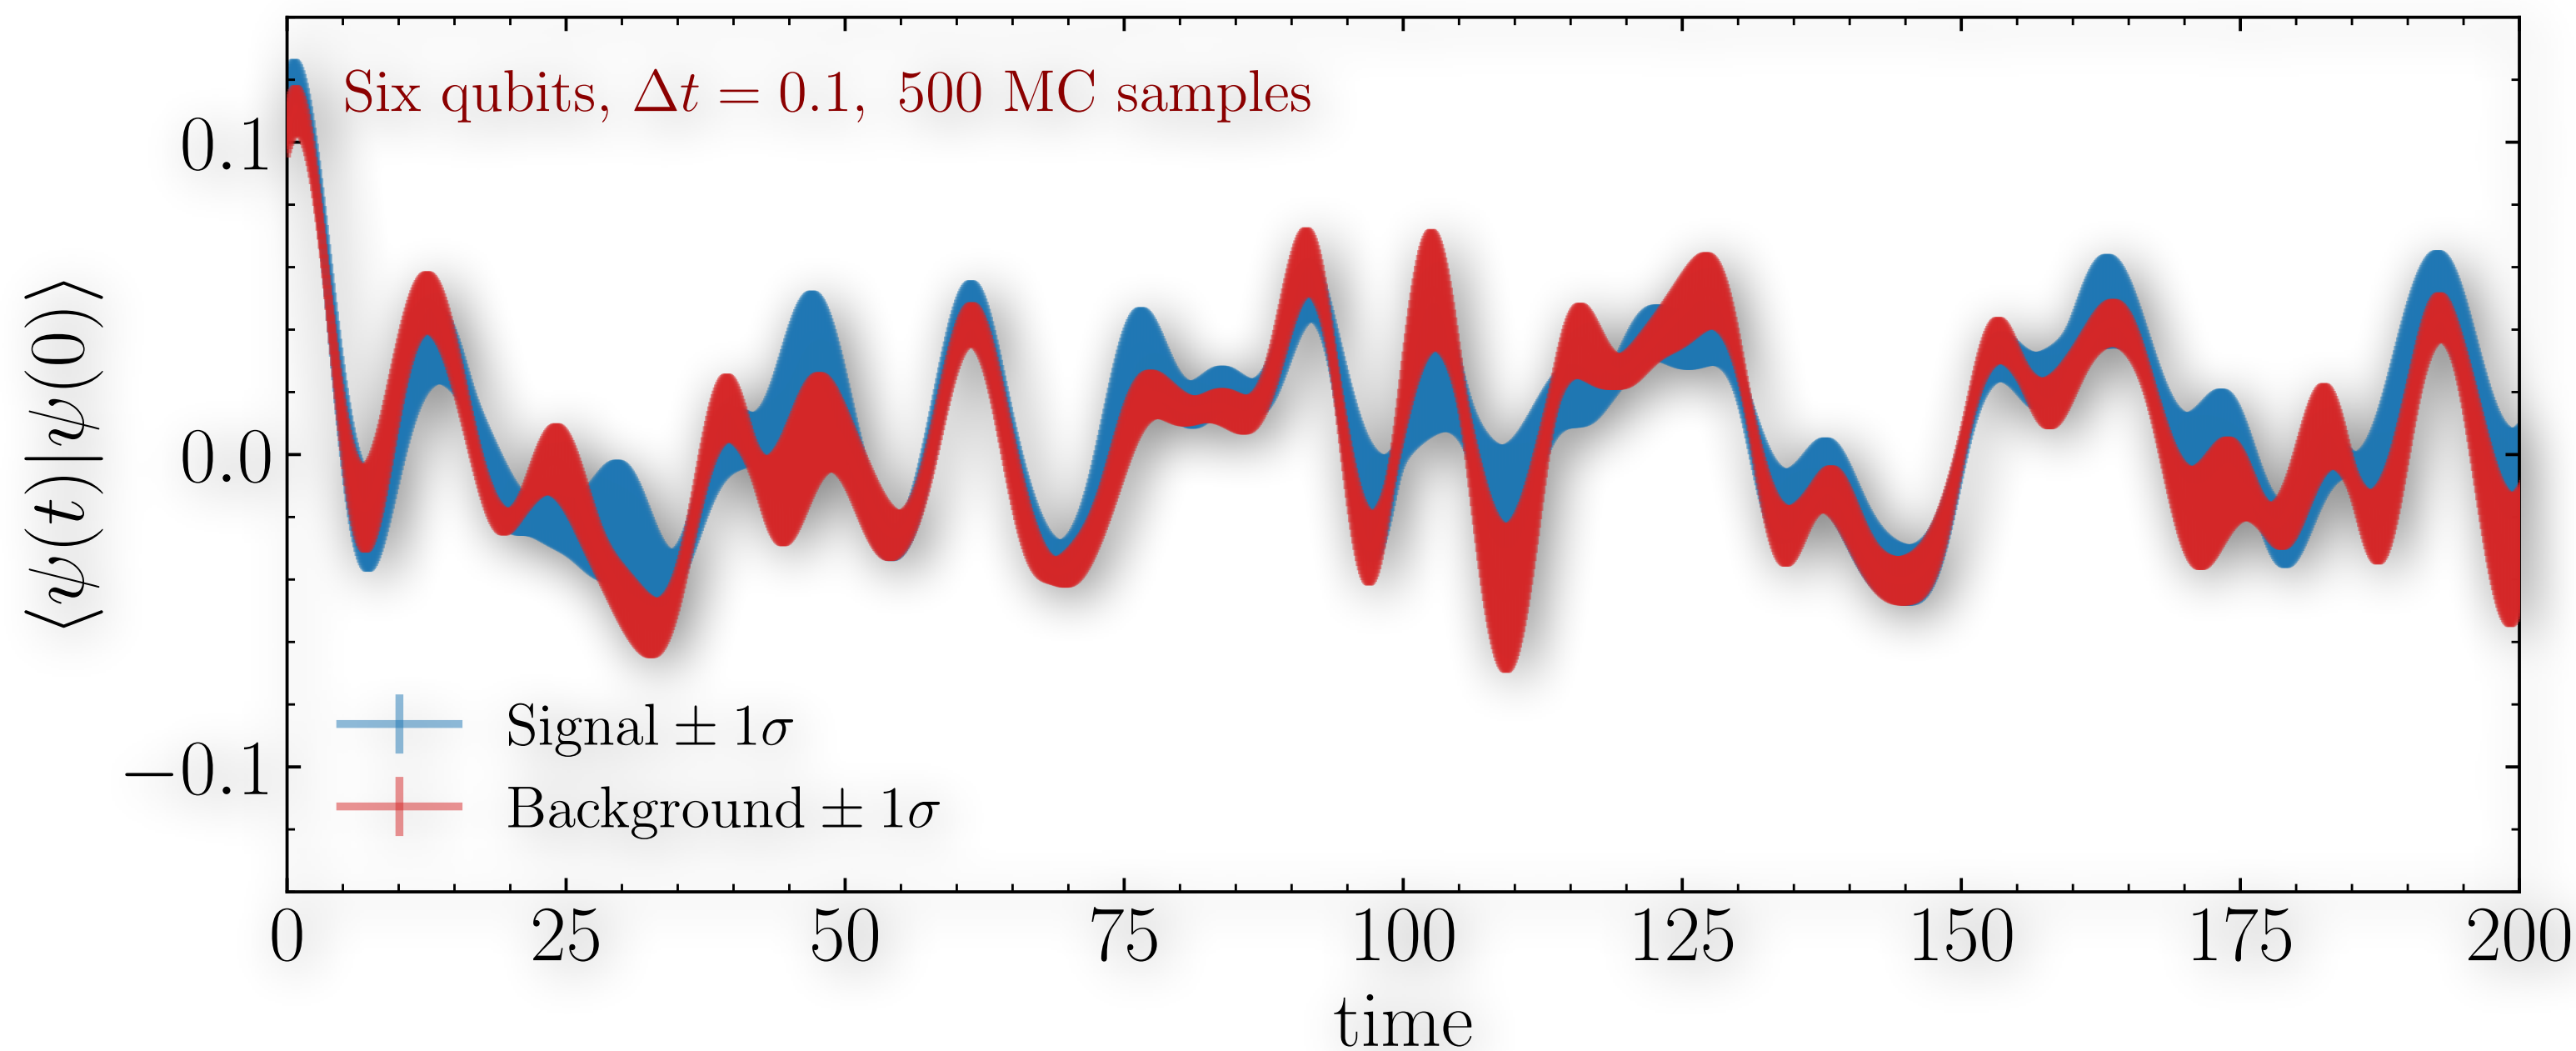 Six qubits, Δt = 0.1, 500 MC samples
0.1
0.0
−0.1
⟨ψ(t)|ψ(0)⟩
Signal ± 1σ
Background ± 1σ
0 25 50 75 100 125 150 175 200
time